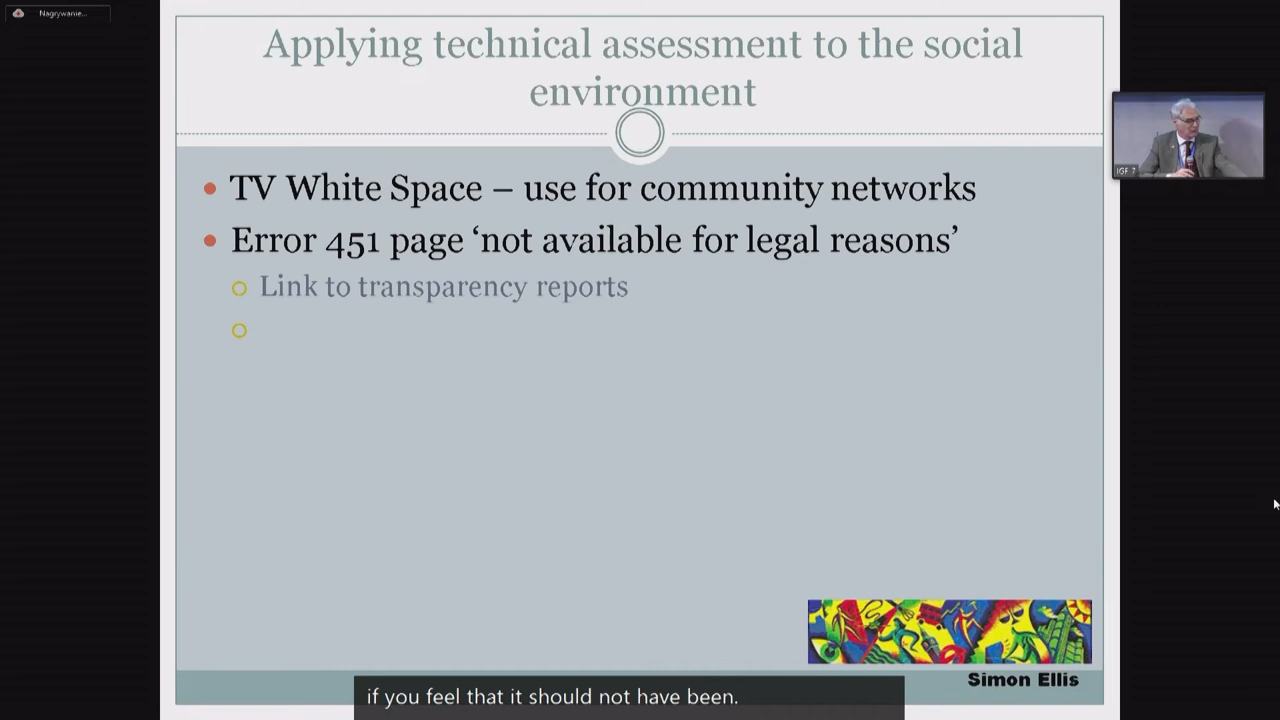 Nagrywanie...
Applying technical assessment to the social
environment
TV White Space – use for community networks
Error 451 page ‘not available for legal reasons’
Link to transparency reports
IGF 7
Simon Ellis
if you feel that it should not have been.